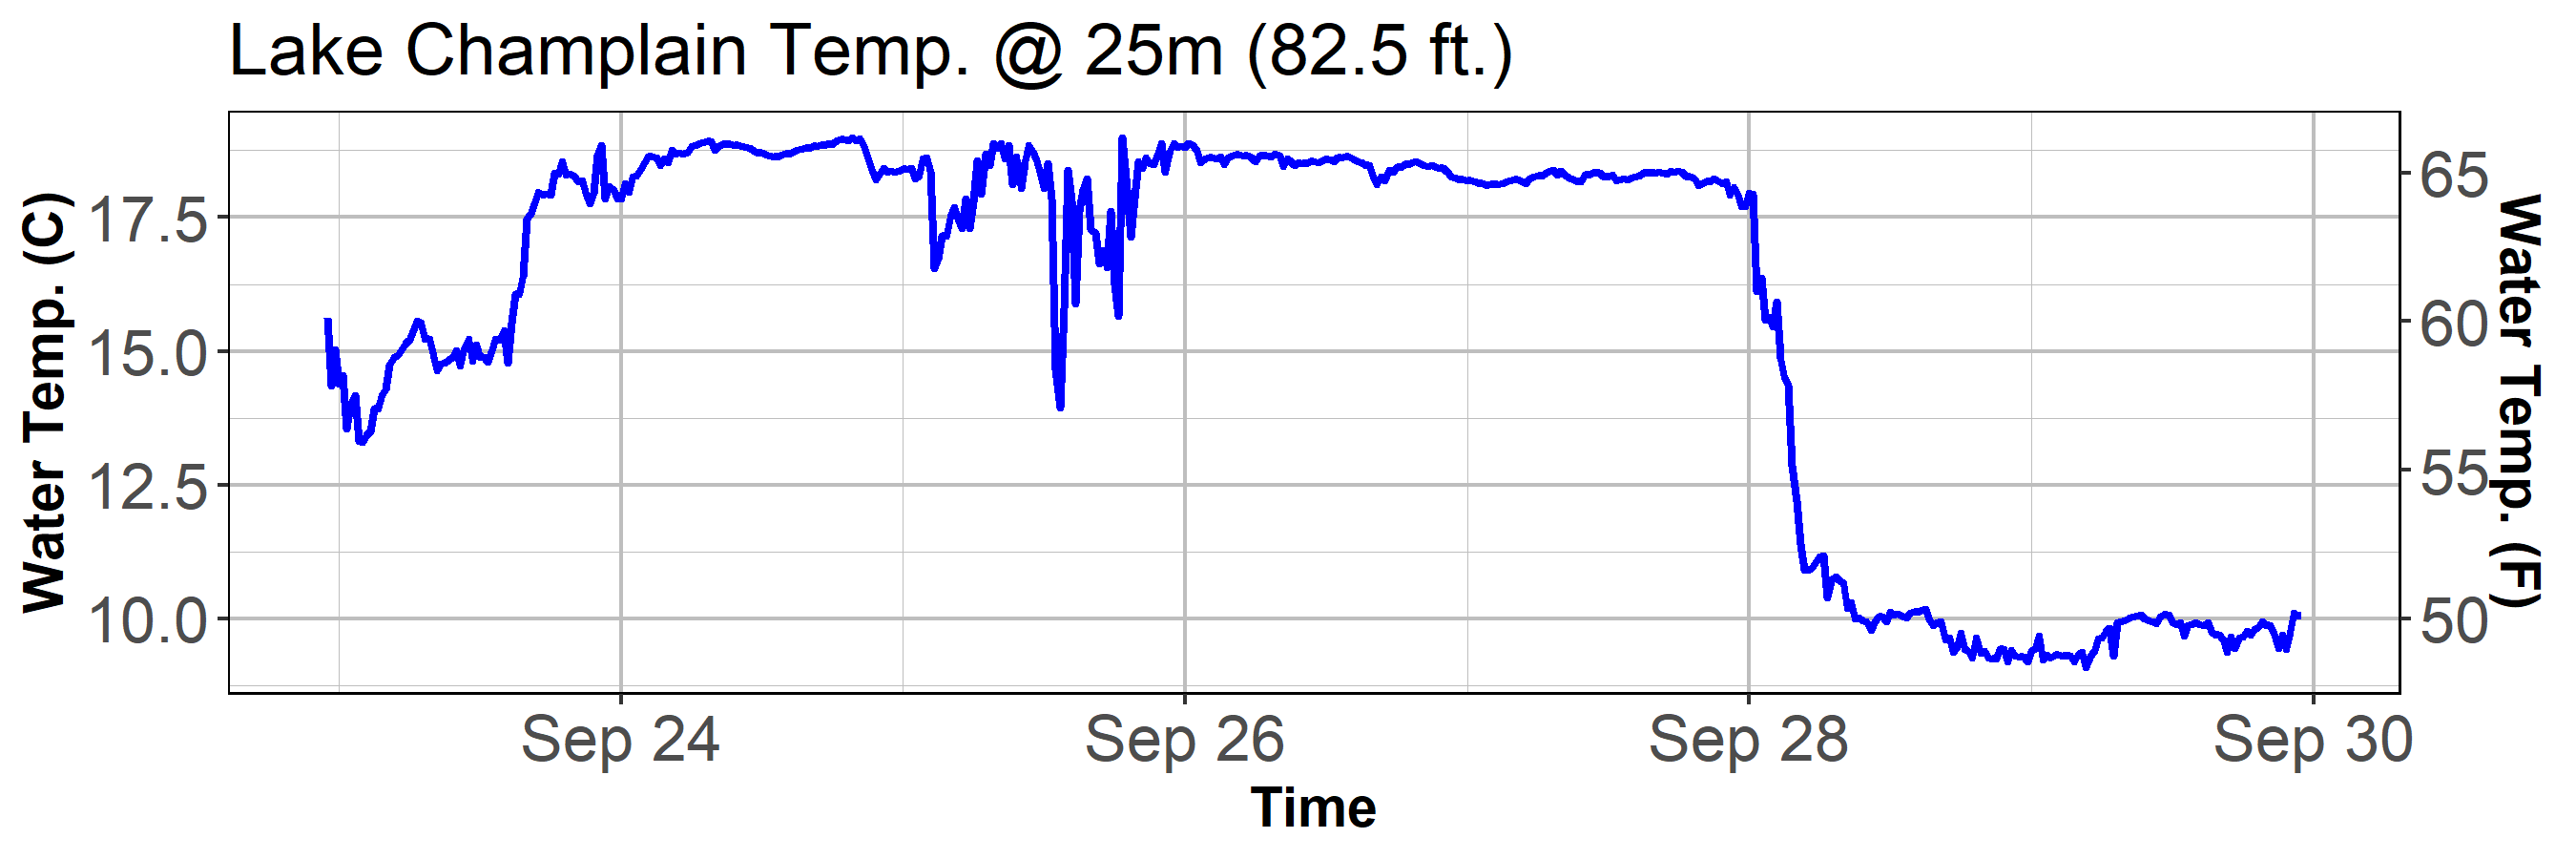 Lake Champlain Temp. @ 25m (82.5 ft.)
Water Temp. (C)
17.5
15.0
12.5
10.0
65
60
55
50
Water Temp. (F)
Sep 24
Sep 26
Sep 28
Sep 30
Time